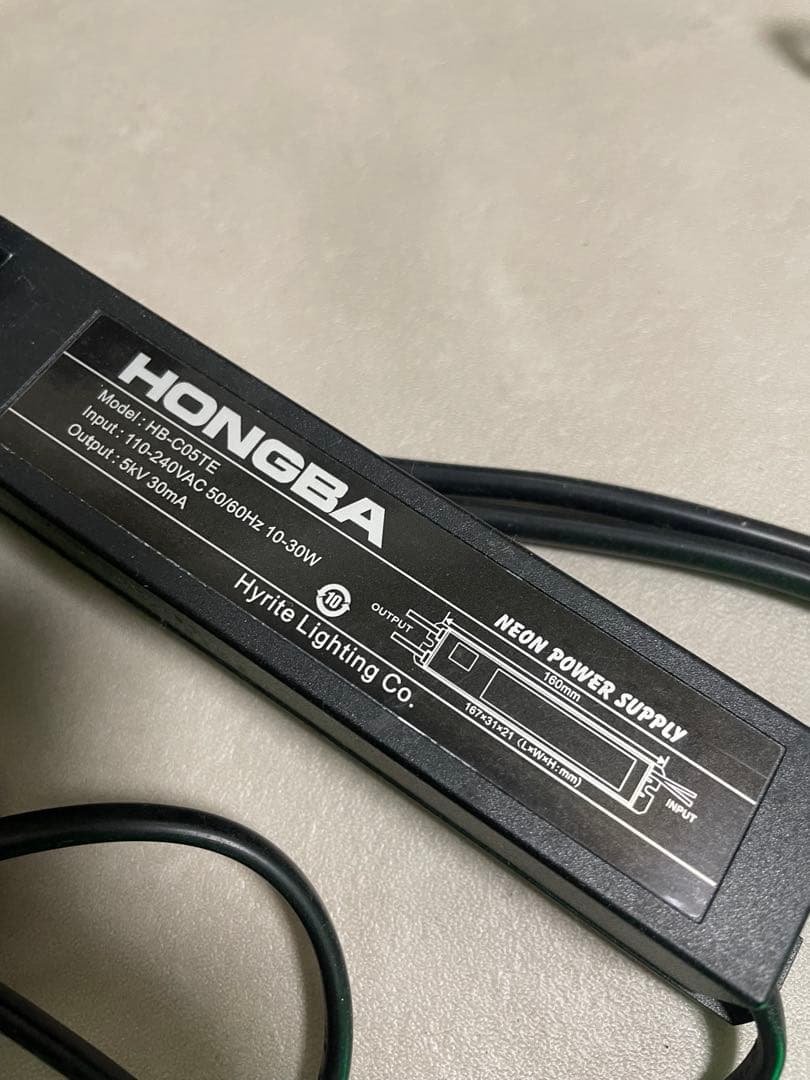 HONGBA
Model : HB-C05TE
Input : 110-240VAC 50/60Hz 10-30W
Output : 5kV 30mA
10
Hyrite Lighting Co.
NEON POWER SUPPLY
OUTPUT
160mm
167×31×21 (L×W×H:mm)
INPUT